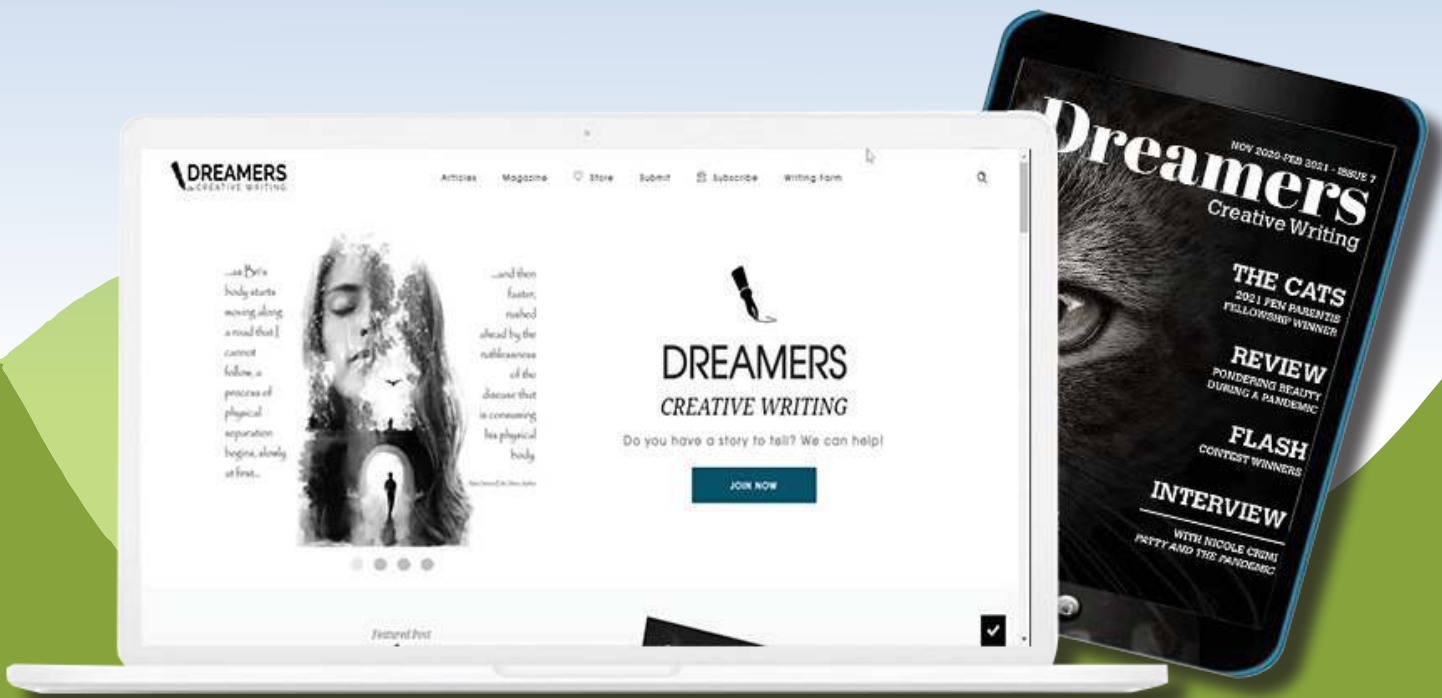 DREAMERS
CREATIVE WRITING
Articles Magazine Store Submit Subscribe Writing Farm
...as Bri's
body starts
moving along
a road that I
cannot
follow, a
process of
physical
separation
begins, slowly
at first...
...and then
faster,
rushed
ahead by the
ruthlessness
of the
disease that
is consuming
his physical
body.
DREAMERS
CREATIVE WRITING
Do you have a story to tell? We can help!
JOIN NOW
Featured Post
Dreamers
NOV 2020-FEB 2021 - ISSUE 7
Creative Writing
THE CATS
2021 PEN PARENTIS
FELLOWSHIP WINNER
REVIEW
PONDERING BEAUTY
DURING A PANDEMIC
FLASH
CONTEST WINNERS
INTERVIEW
WITH NICOLE CRIMI
PATTY AND THE PANDEMIC